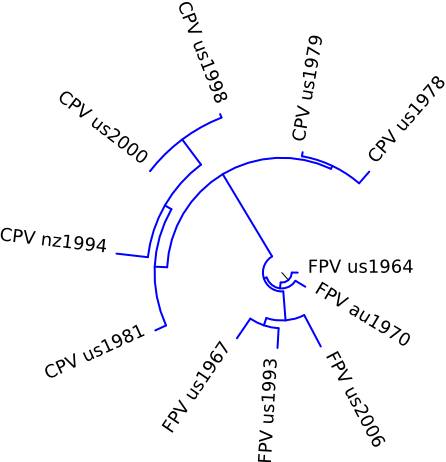 CPV us1998
CPV us1979
CPV us1978
CPV us2000
CPV nz1994
FPV us1964
FPV au1970
CPV us1981
FPV us1967
FPV us1993
FPV us2006